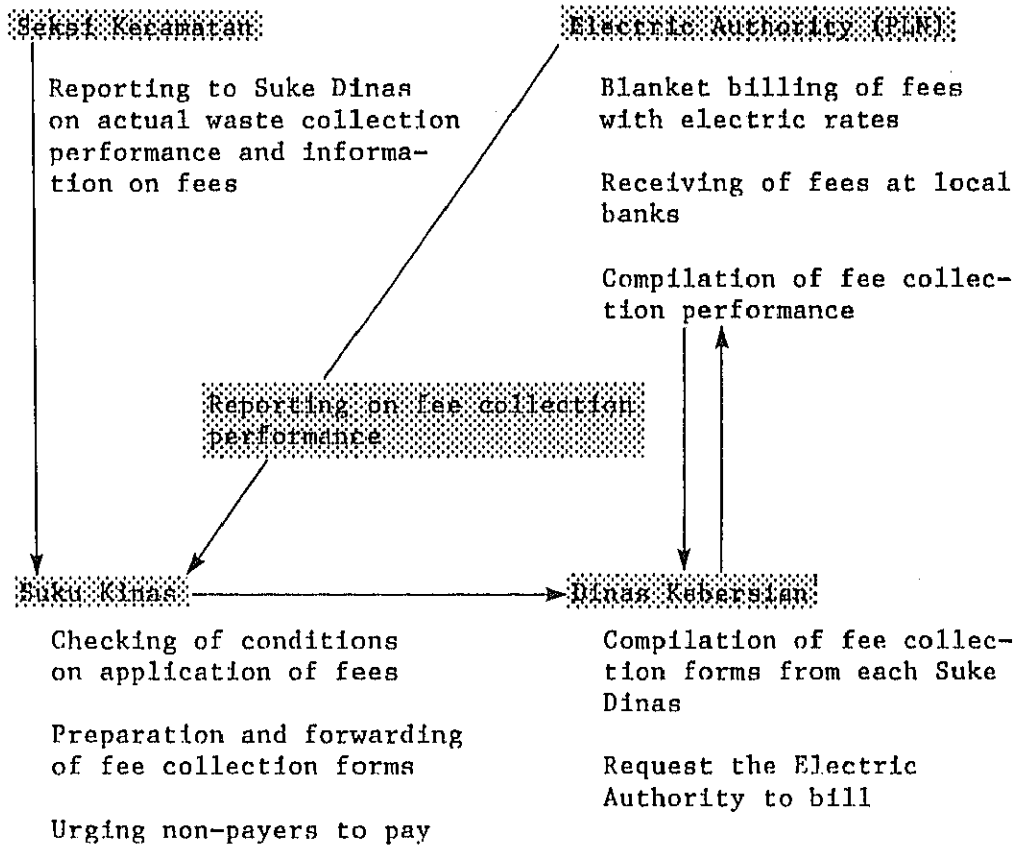 Seksi Kecamatan
Electric Authority (PLN)
Reporting to Suke Dinas
on actual waste collection
performance and informa-
tion on fees
Blanket billing of fees
with electric rates
Receiving of fees at local
banks
Compilation of fee collec-
tion performance
Reporting on fee collection
performance
Suku Kinas
Dinas Kebersian
Checking of conditions
on application of fees
Preparation and forwarding
of fee collection forms
Urging non-payers to pay
Compilation of fee collec-
tion forms from each Suke
Dinas
Request the Electric
Authority to bill